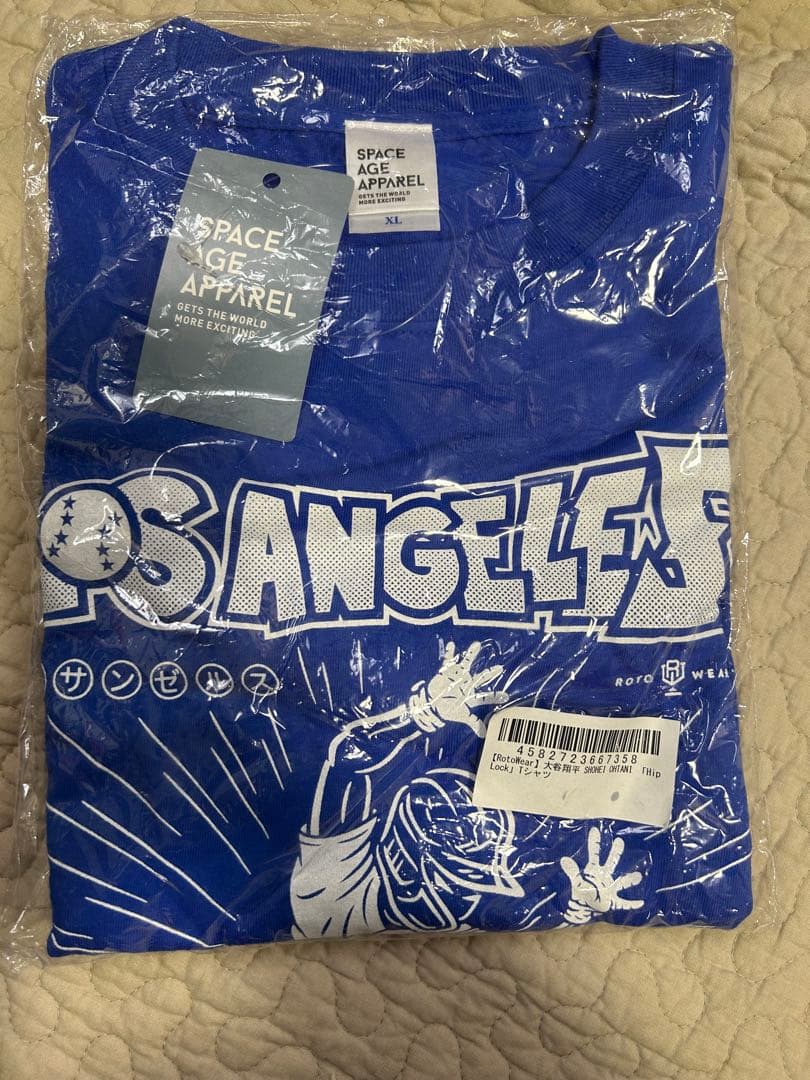 SPACE
AGE
APPAREL
GETS THE WORLD
MORE EXCITING
XL
SPACE
AGE
APPAREL
GETS THE WORLD
MORE EXCITING
OS ANGELES
サンゼルス
ROTO WEA
4582723667358
【RotoWear】大谷翔平 SHOHEI OHTANI 「Hip
Lock」Tシャツ